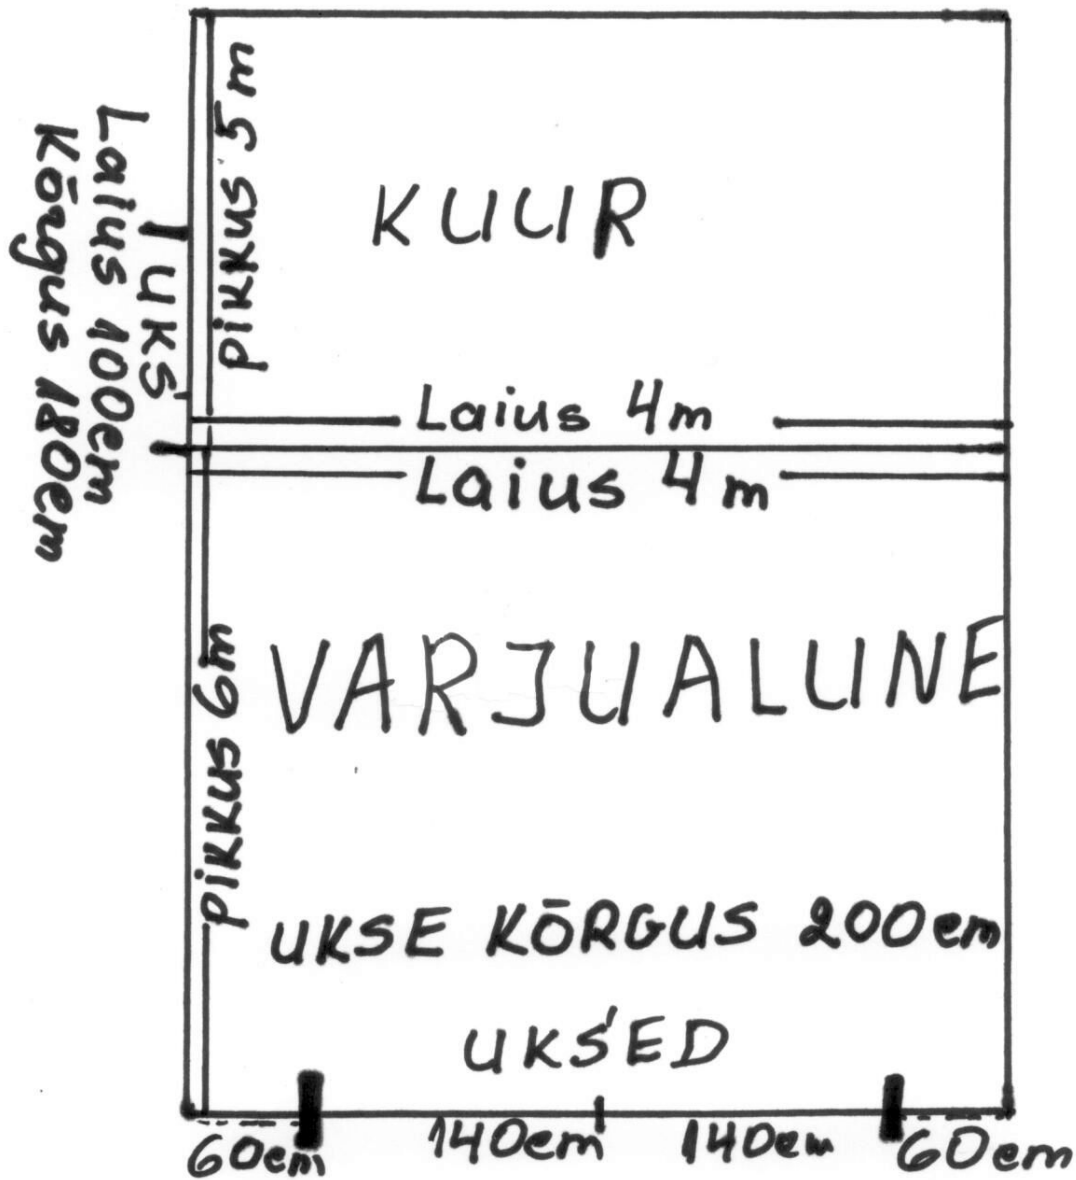 Pikkus 5 m
KUUR
UKS
Laius 100cm
Kõrgus 180cm
Laius 4m
Laius 4m
VARJUALUNE
Pikkus 6m
UKSE KÕRGUS 200cm
UKSED
60cm 140cm 140cm 60cm